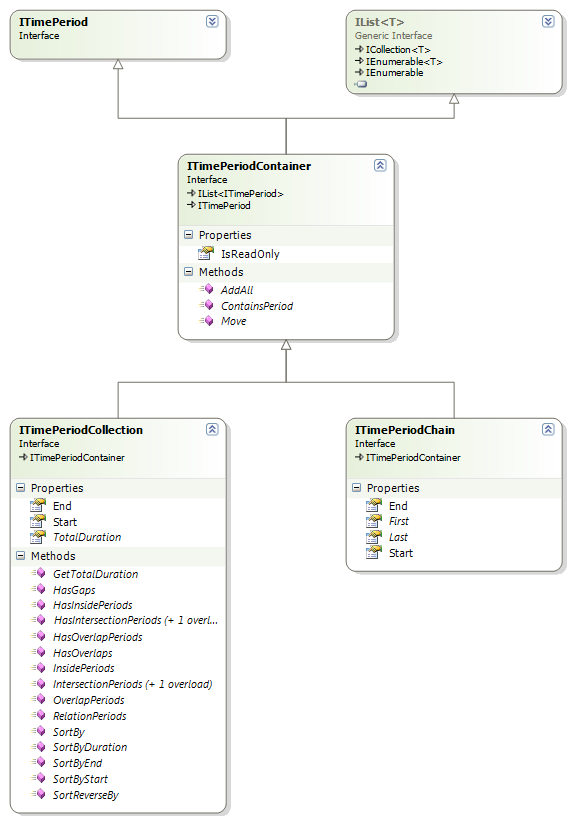 ITimePeriod
Interface
IList<T>
Generic Interface
ICollection<T>
IEnumerable<T>
IEnumerable
ITimePeriodContainer
Interface
IList<ITimePeriod>
ITimePeriod
Properties
IsReadOnly
Methods
AddAll
ContainsPeriod
Move
ITimePeriodCollection
Interface
ITimePeriodContainer
Properties
End
Start
TotalDuration
Methods
GetTotalDuration
HasGaps
HasInsidePeriods
HasIntersectionPeriods (+ 1 overl...
HasOverlapPeriods
HasOverlaps
InsidePeriods
IntersectionPeriods (+ 1 overload)
OverlapPeriods
RelationPeriods
SortBy
SortByDuration
SortByEnd
SortByStart
SortReverseBy
ITimePeriodChain
Interface
ITimePeriodContainer
Properties
End
First
Last
Start